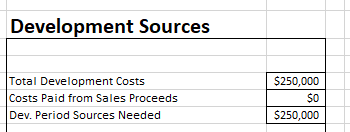 Development Sources
Total Development Costs $250,000
Costs Paid from Sales Proceeds $0
Dev. Period Sources Needed $250,000